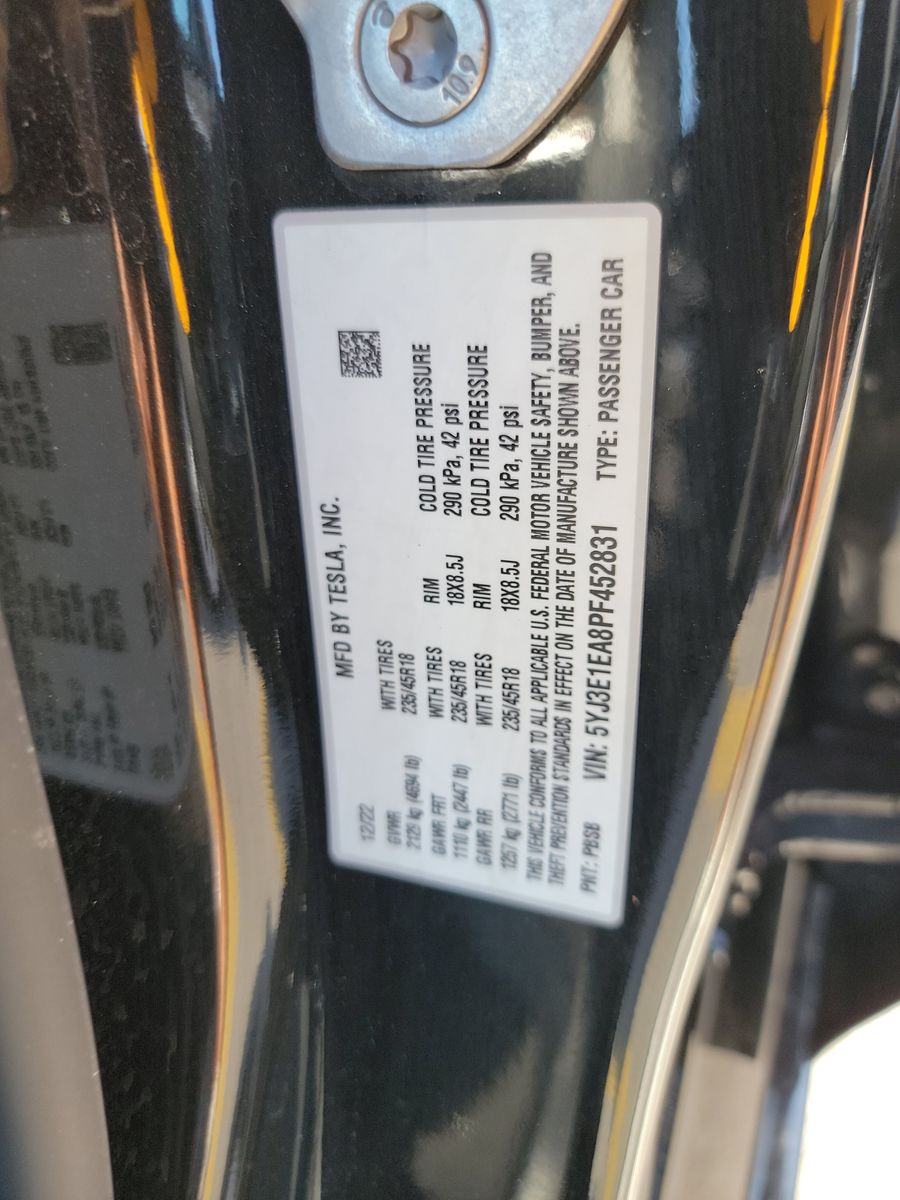 10.9
MFD BY TESLA, INC.
12/22
GVWR WITH TIRES
2129 kg (4694 lb) 235/45R18
GAWR FRT WITH TIRES RIM COLD TIRE PRESSURE
1110 kg (2447 lb) 235/45R18 18X8.5J 290 kPa, 42 psi
GAWR RR WITH TIRES RIM COLD TIRE PRESSURE
1257 kg (2771 lb) 235/45R18 18X8.5J 290 kPa, 42 psi
THIS VEHICLE CONFORMS TO ALL APPLICABLE U.S. FEDERAL MOTOR VEHICLE SAFETY, BUMPER, AND
THEFT PREVENTION STANDARDS IN EFFECT ON THE DATE OF MANUFACTURE SHOWN ABOVE.
PNT: PBSB VIN: 5YJ3E1EA8PF452831 TYPE: PASSENGER CAR